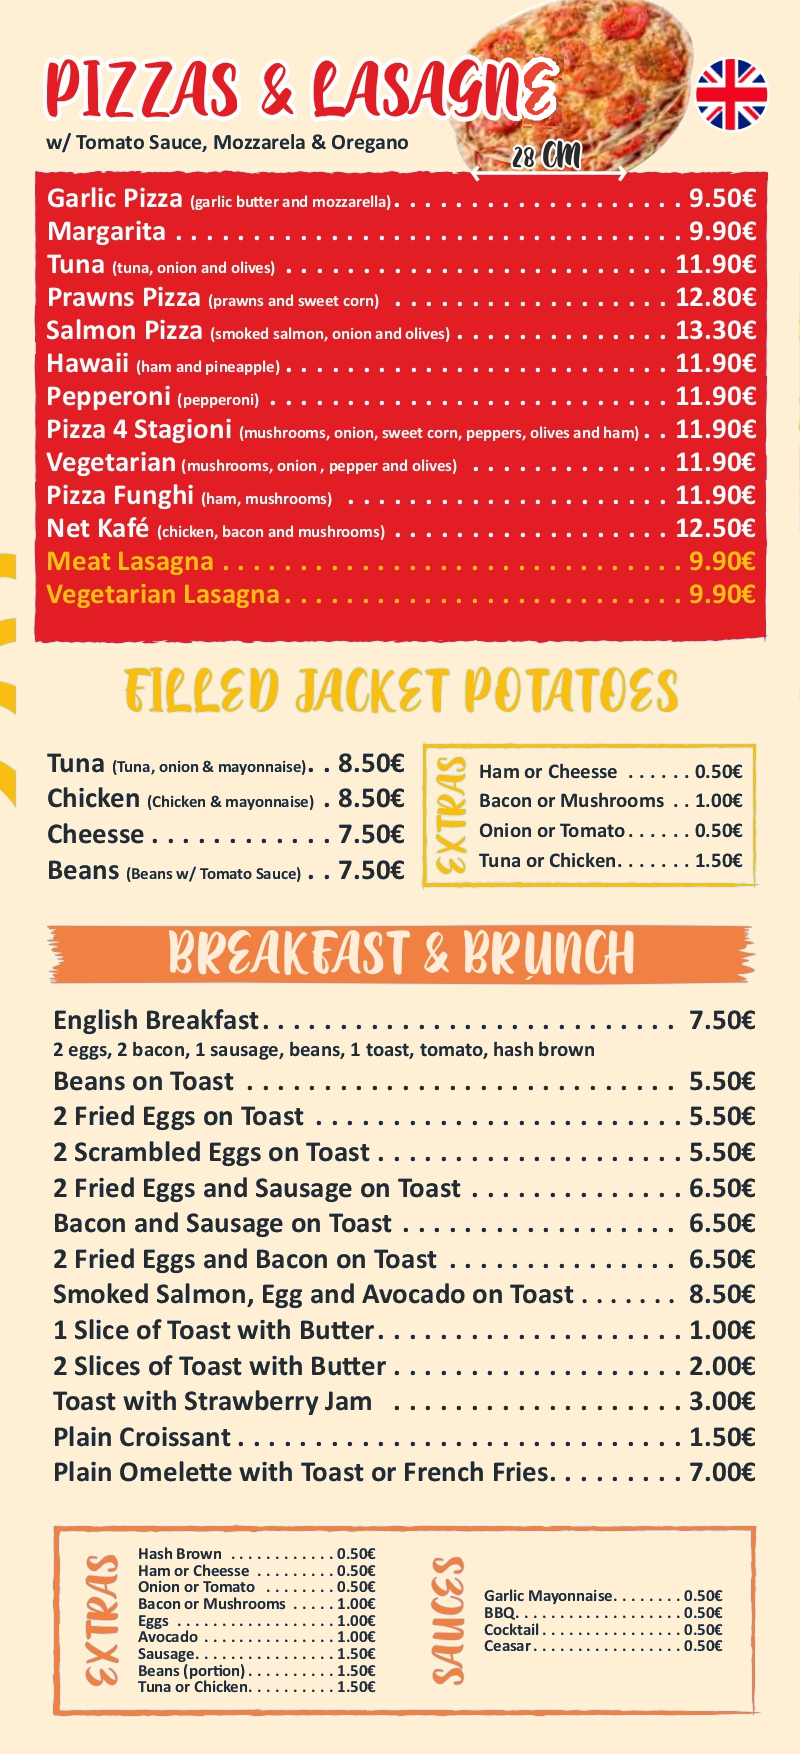 PIZZAS & LASAGNE
w/ Tomato Sauce, Mozzarela & Oregano
28 CM
Garlic Pizza (garlic butter and mozzarella). . . . . . . . . . . . . . . . . . . 9.50€
Margarita . . . . . . . . . . . . . . . . . . . . . . . . . . . . . . . . . 9.90€
Tuna (tuna, onion and olives) . . . . . . . . . . . . . . . . . . . . . . . . . 11.90€
Prawns Pizza (prawns and sweet corn) . . . . . . . . . . . . . . . . . . 12.80€
Salmon Pizza (smoked salmon, onion and olives) . . . . . . . . . . . . . . 13.30€
Hawaii (ham and pineapple) . . . . . . . . . . . . . . . . . . . . . . . . . 11.90€
Pepperoni (pepperoni) . . . . . . . . . . . . . . . . . . . . . . . . . . 11.90€
Pizza 4 Stagioni (mushrooms, onion, sweet corn, peppers, olives and ham) . . 11.90€
Vegetarian (mushrooms, onion , pepper and olives) . . . . . . . . . . . . . 11.90€
Pizza Funghi (ham, mushrooms) . . . . . . . . . . . . . . . . . . . . . 11.90€
Net Kafé (chicken, bacon and mushrooms) . . . . . . . . . . . . . . . . . . 12.50€
Meat Lasagna . . . . . . . . . . . . . . . . . . . . . . . . . . . . . . 9.90€
Vegetarian Lasagna . . . . . . . . . . . . . . . . . . . . . . . . . . 9.90€
FILLED JACKET POTATOES
Tuna (Tuna, onion & mayonnaise). . 8.50€
Chicken (Chicken & mayonnaise) . 8.50€
Cheesse . . . . . . . . . . . . 7.50€
Beans (Beans w/ Tomato Sauce) . . 7.50€
EXTRAS
Ham or Cheesse . . . . . . 0.50€
Bacon or Mushrooms . . 1.00€
Onion or Tomato . . . . . . 0.50€
Tuna or Chicken. . . . . . . 1.50€
BREAKFAST & BRUNCH
English Breakfast . . . . . . . . . . . . . . . . . . . . . . . . . . . 7.50€
2 eggs, 2 bacon, 1 sausage, beans, 1 toast, tomato, hash brown
Beans on Toast . . . . . . . . . . . . . . . . . . . . . . . . . . . . 5.50€
2 Fried Eggs on Toast . . . . . . . . . . . . . . . . . . . . . . . . 5.50€
2 Scrambled Eggs on Toast . . . . . . . . . . . . . . . . . . . . 5.50€
2 Fried Eggs and Sausage on Toast . . . . . . . . . . . . . . 6.50€
Bacon and Sausage on Toast . . . . . . . . . . . . . . . . . . 6.50€
2 Fried Eggs and Bacon on Toast . . . . . . . . . . . . . . . 6.50€
Smoked Salmon, Egg and Avocado on Toast . . . . . . . 8.50€
1 Slice of Toast with Butter . . . . . . . . . . . . . . . . . . . . 1.00€
2 Slices of Toast with Butter . . . . . . . . . . . . . . . . . . . 2.00€
Toast with Strawberry Jam . . . . . . . . . . . . . . . . . . . 3.00€
Plain Croissant . . . . . . . . . . . . . . . . . . . . . . . . . . . . . 1.50€
Plain Omelette with Toast or French Fries. . . . . . . . . 7.00€
EXTRAS
Hash Brown . . . . . . . . . . . . 0.50€
Ham or Cheesse . . . . . . . . . 0.50€
Onion or Tomato . . . . . . . . 0.50€
Bacon or Mushrooms . . . . . 1.00€
Eggs . . . . . . . . . . . . . . . . . . 1.00€
Avocado . . . . . . . . . . . . . . . 1.00€
Sausage. . . . . . . . . . . . . . . . 1.50€
Beans (portion) . . . . . . . . . . 1.50€
Tuna or Chicken. . . . . . . . . . 1.50€
SAUCES
Garlic Mayonnaise. . . . . . . . 0.50€
BBQ. . . . . . . . . . . . . . . . . . . 0.50€
Cocktail . . . . . . . . . . . . . . . . 0.50€
Ceasar . . . . . . . . . . . . . . . . . 0.50€